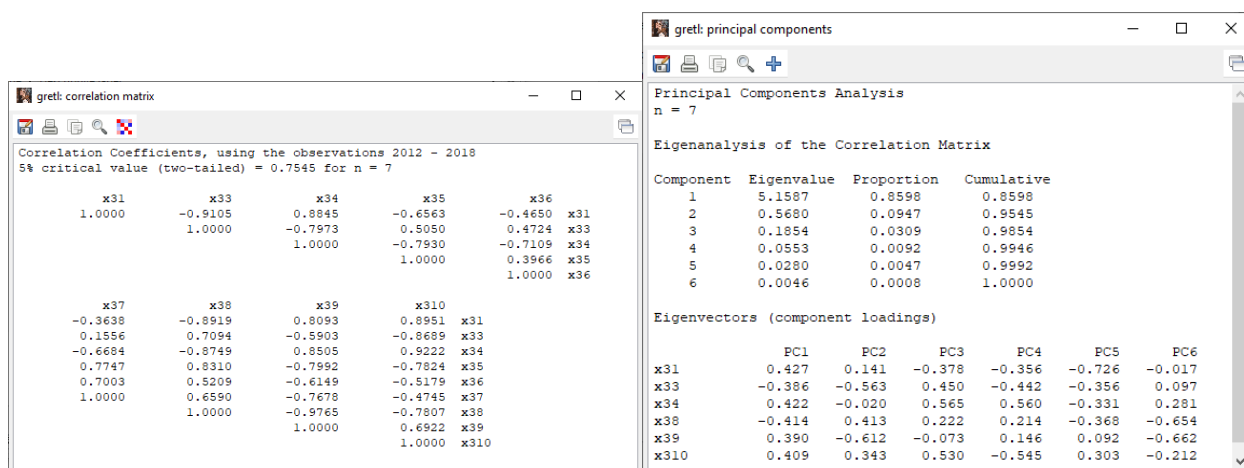 gretl: correlation matrix
Correlation Coefficients, using the observations 2012 - 2018
5% critical value (two-tailed) = 0.7545 for n = 7
x31 x33 x34 x35 x36
1.0000 -0.9105 0.8845 -0.6563 -0.4650 x31
1.0000 -0.7973 0.5050 0.4724 x33
1.0000 -0.7930 -0.7109 x34
1.0000 0.3966 x35
1.0000 x36
x37 x38 x39 x310
-0.3638 -0.8919 0.8093 0.8951 x31
0.1556 0.7094 -0.5903 -0.8689 x33
-0.6684 -0.8749 0.8505 0.9222 x34
0.7747 0.8310 -0.7992 -0.7824 x35
0.7003 0.5209 -0.6149 -0.5179 x36
1.0000 0.6590 -0.7678 -0.4745 x37
1.0000 -0.9765 -0.7807 x38
1.0000 0.6922 x39
1.0000 x310
gretl: principal components
Principal Components Analysis
n = 7
Eigenanalysis of the Correlation Matrix
Component Eigenvalue Proportion Cumulative
1 5.1587 0.8598 0.8598
2 0.5680 0.0947 0.9545
3 0.1854 0.0309 0.9854
4 0.0553 0.0092 0.9946
5 0.0280 0.0047 0.9992
6 0.0046 0.0008 1.0000
Eigenvectors (component loadings)
PC1 PC2 PC3 PC4 PC5 PC6
x31 0.427 0.141 -0.378 -0.356 -0.726 -0.017
x33 -0.386 -0.563 0.450 -0.442 -0.356 0.097
x34 0.422 -0.020 0.565 0.560 -0.331 0.281
x38 -0.414 0.413 0.222 0.214 -0.368 -0.654
x39 0.390 -0.612 -0.073 0.146 0.092 -0.662
x310 0.409 0.343 0.530 -0.545 0.303 -0.212